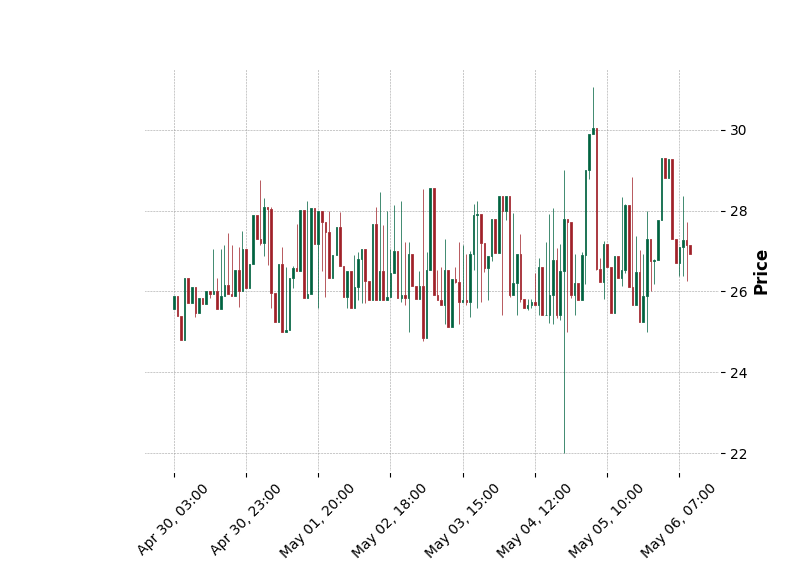 30
28
26
24
22
Price
Apr 30, 03:00
Apr 30, 23:00
May 01, 20:00
May 02, 18:00
May 03, 15:00
May 04, 12:00
May 05, 10:00
May 06, 07:00